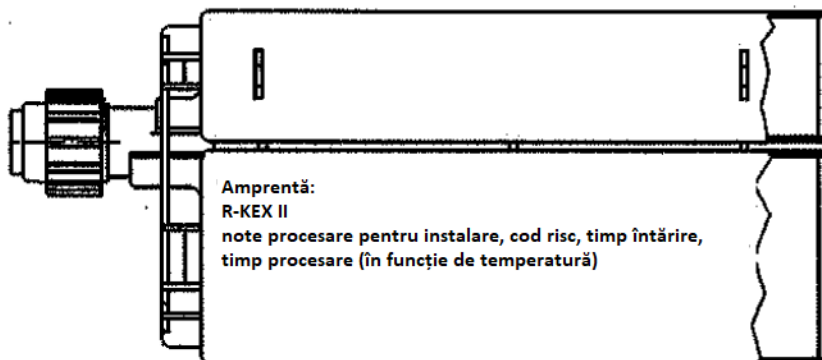 Amprentă:
R-KEX II
note procesare pentru instalare, cod risc, timp întărire,
timp procesare (în funcție de temperatură)